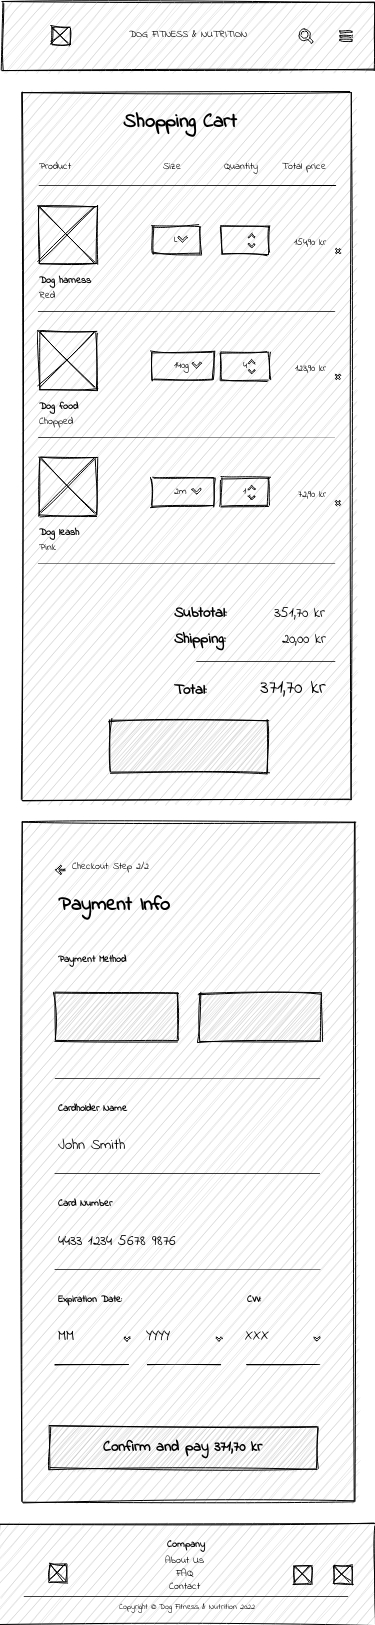 DOG FITNESS & NUTRITION
Shopping Cart
Product Size Quantity Total price
L 154,90 kr
Dog harness
Red
140g 4 123,90 kr
Dog food
Chopped
2m 1 72,90 kr
Dog leash
Pink
Subtotal: 351,70 kr
Shipping: 20,00 kr
Total: 371,70 kr
Checkout: Step 2/2
Payment Info
Payment Method
Cardholder Name
John Smith
Card Number
4433 1234 5678 9876
Expiration Date: CVV:
MM YYYY XXX
Confirm and pay 371,70 kr
Company
About Us
FAQ
Contact
Copyright © Dog Fitness & Nutrition 2022